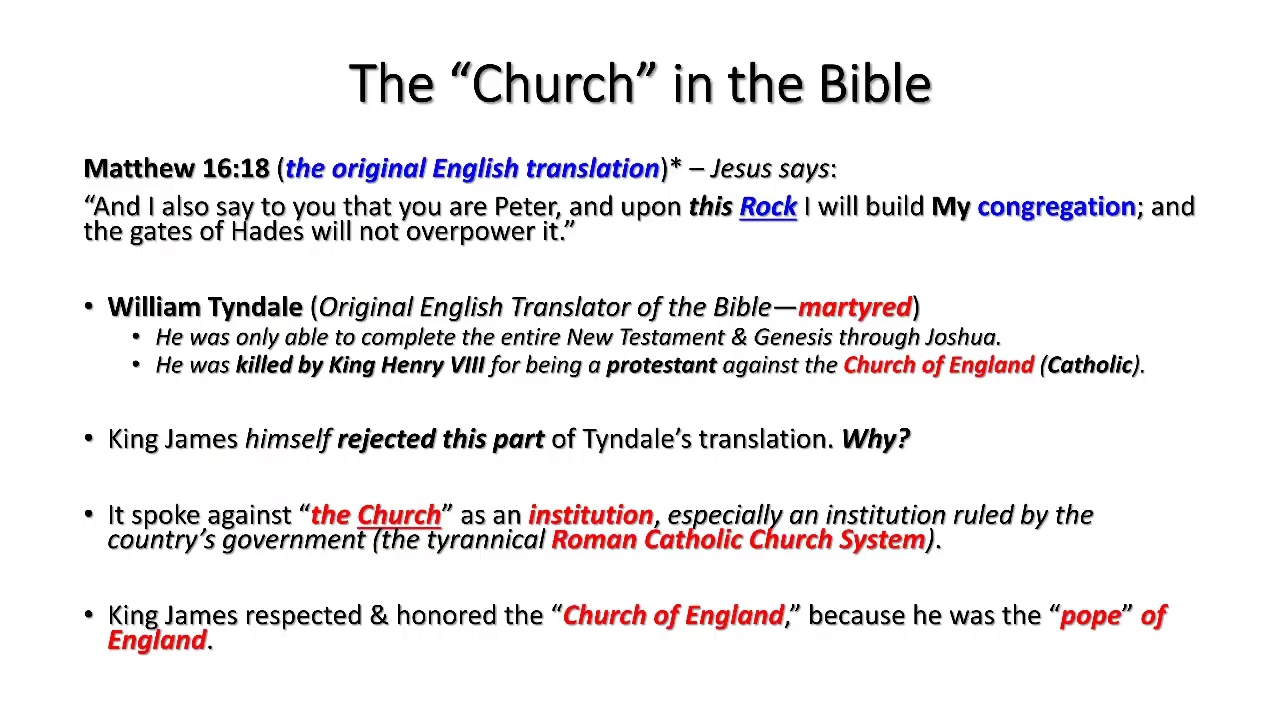 The “Church” in the Bible
Matthew 16:18 (the original English translation)* – Jesus says:
“And I also say to you that you are Peter, and upon this Rock I will build My congregation; and
the gates of Hades will not overpower it.”
• William Tyndale (Original English Translator of the Bible—martyred)
• He was only able to complete the entire New Testament & Genesis through Joshua.
• He was killed by King Henry VIII for being a protestant against the Church of England (Catholic).
• King James himself rejected this part of Tyndale’s translation. Why?
• It spoke against “the Church” as an institution, especially an institution ruled by the
country’s government (the tyrannical Roman Catholic Church System).
• King James respected & honored the “Church of England,” because he was the “pope” of
England.